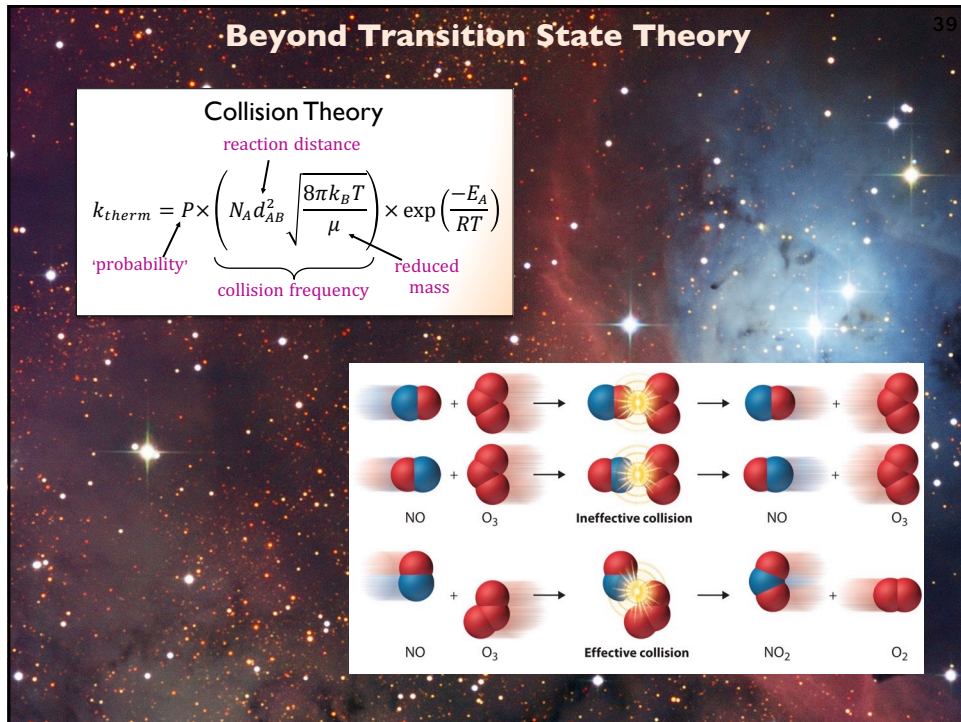 39
Beyond Transition State Theory
Collision Theory
reaction distance
k_therm = P × (N_A d_AB^2 √(8πk_BT/μ)) × exp(−E_A/RT)
'probability'
collision frequency
reduced
mass
+ +
+ +
NO O₃ Ineffective collision NO O₃
+ +
NO O₃ Effective collision NO₂ O₂